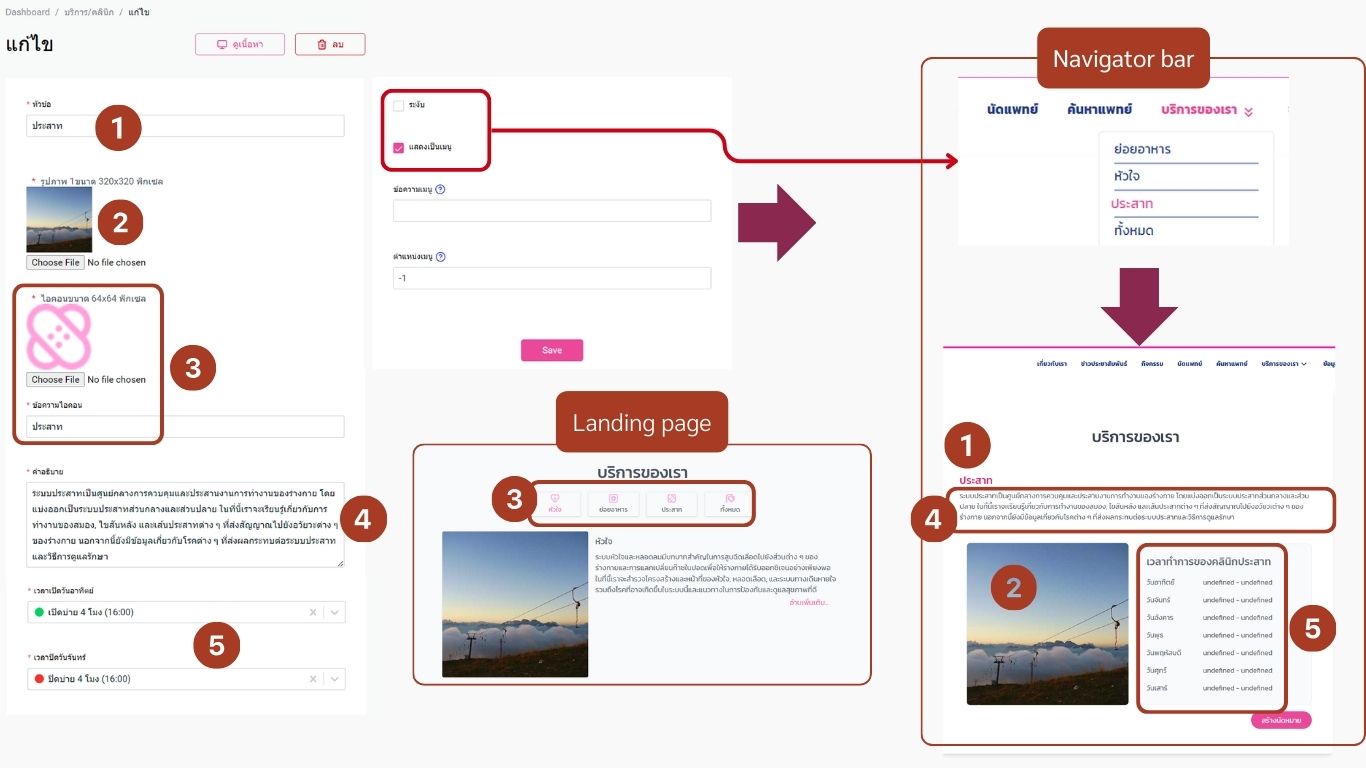 Dashboard / บริการ/คลินิก / แก้ไข
แก้ไข
ดูเนื้อหา
ลบ
* หัวข้อ
ประสาท
1
* รูปภาพ 1ขนาด 320x320 พิกเซล
2
Choose File No file chosen
* ไอคอนขนาด 64x64 พิกเซล
3
Choose File No file chosen
* ข้อความไอคอน
ประสาท
* คำอธิบาย
ระบบประสาทเป็นศูนย์กลางการควบคุมและประสานงานการทำงานของร่างกาย โดย
แบ่งออกเป็นระบบประสาทส่วนกลางและส่วนปลาย ในที่นี้เราจะเรียนรู้เกี่ยวกับการ
ทำงานของสมอง, ไขสันหลัง และเส้นประสาทต่าง ๆ ที่ส่งสัญญาณไปยังอวัยวะต่าง ๆ
ของร่างกาย นอกจากนี้ยังมีข้อมูลเกี่ยวกับโรคต่าง ๆ ที่ส่งผลกระทบต่อระบบประสาท
และวิธีการดูแลรักษา
4
* เวลาเปิดวันอาทิตย์
เปิดบ่าย 4 โมง (16:00)
5
* เวลาปิดวันจันทร์
ปิดบ่าย 4 โมง (16:00)
ระงับ
แสดงเป็นเมนู
ข้อความเมนู
ตำแหน่งเมนู
-1
Save
Landing page
บริการของเรา
3
หัวใจ ย่อยอาหาร ประสาท ทั้งหมด
หัวใจ
ระบบหัวใจและหลอดลมมีบทบาทสำคัญในการสูบฉีดเลือดไปยังส่วนต่าง ๆ ของ
ร่างกายและการแลกเปลี่ยนก๊าซในปอดเพื่อให้ร่างกายได้รับออกซิเจนอย่างเพียงพอ
ในที่นี้เราจะสำรวจโครงสร้างและหน้าที่ของหัวใจ, หลอดเลือด, และระบบทางเดินหายใจ
รวมถึงโรคที่อาจเกิดขึ้นในระบบนี้และแนวทางในการป้องกันและดูแลสุขภาพที่ดี
อ่านเพิ่มเติม..
Navigator bar
นัดแพทย์ ค้นหาแพทย์ บริการของเรา
ย่อยอาหาร
หัวใจ
ประสาท
ทั้งหมด
เกี่ยวกับเรา ข่าวประชาสัมพันธ์ กิจกรรม นัดแพทย์ ค้นหาแพทย์ บริการของเรา ข้อมู
บริการของเรา
1
ประสาท
ระบบประสาทเป็นศูนย์กลางการควบคุมและประสานงานการทำงานของร่างกาย โดยแบ่งออกเป็นระบบประสาทส่วนกลางและส่วน
ปลาย ในที่นี้เราจะเรียนรู้เกี่ยวกับการทำงานของสมอง, ไขสันหลัง และเส้นประสาทต่าง ๆ ที่ส่งสัญญาณไปยังอวัยวะต่าง ๆ ของ
ร่างกาย นอกจากนี้ยังมีข้อมูลเกี่ยวกับโรคต่าง ๆ ที่ส่งผลกระทบต่อระบบประสาทและวิธีการดูแลรักษา
4
2
เวลาทำการของคลินิกประสาท
วันอาทิตย์ undefined - undefined
วันจันทร์ undefined - undefined
วันอังคาร undefined - undefined
วันพุธ undefined - undefined
วันพฤหัสบดี undefined - undefined
วันศุกร์ undefined - undefined
วันเสาร์ undefined - undefined
5
สร้างนัดหมาย